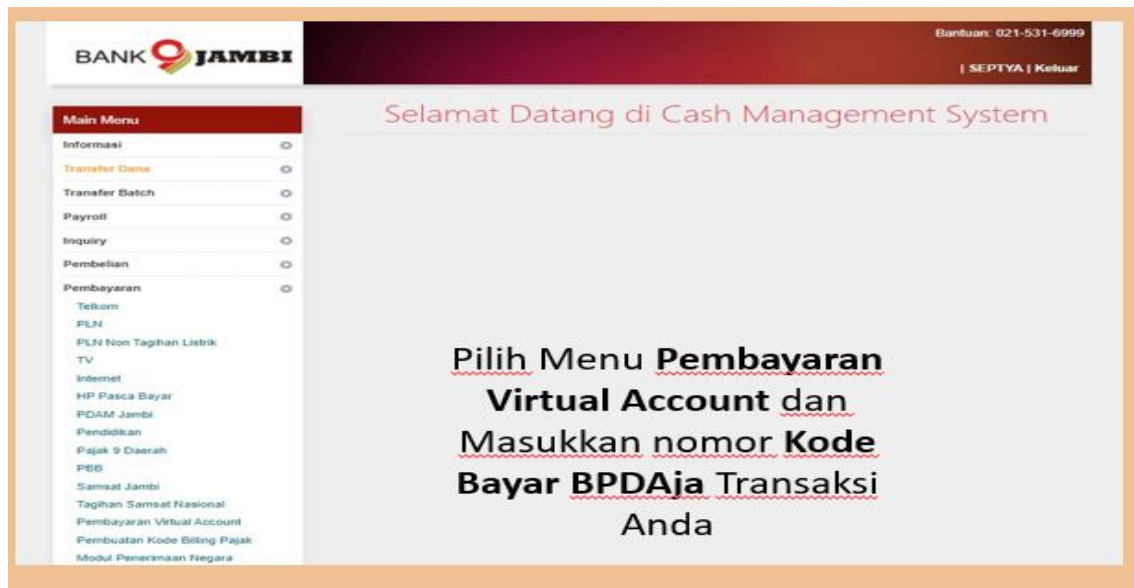 BANK 9 JAMBI
Bantuan: 021-531-6999
| SEPTYA | Keluar
Main Menu
Informasi
Transfer Dana
Transfer Batch
Payroll
Inquiry
Pembelian
Pembayaran
Telkom
PLN
PLN Non Tagihan Listrik
TV
Internet
HP Pasca Bayar
PDAM Jambi
Pendidikan
Pajak 9 Daerah
PBB
Samsat Jambi
Tagihan Samsat Nasional
Pembayaran Virtual Account
Pembuatan Kode Billing Pajak
Modul Penerimaan Negara
Selamat Datang di Cash Management System
Pilih Menu Pembayaran
Virtual Account dan
Masukkan nomor Kode
Bayar BPDAja Transaksi
Anda